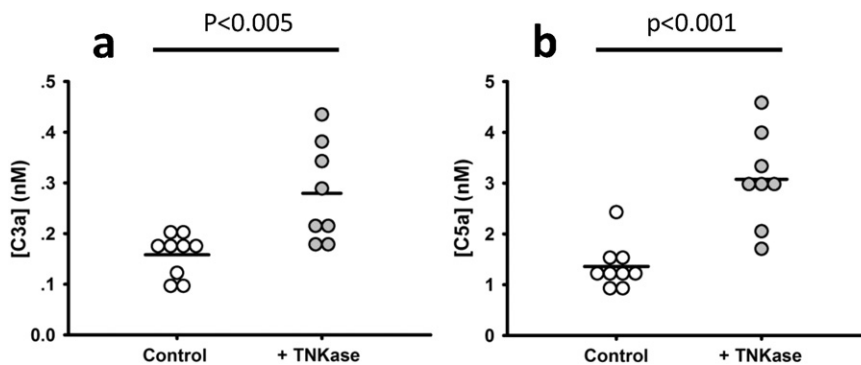 a
P<0.005
[C3a] (nM)
.5
.4
.3
.2
.1
0.0
Control
+ TNKase
b
p<0.001
[C5a] (nM)
5
4
3
2
1
0
Control
+ TNKase